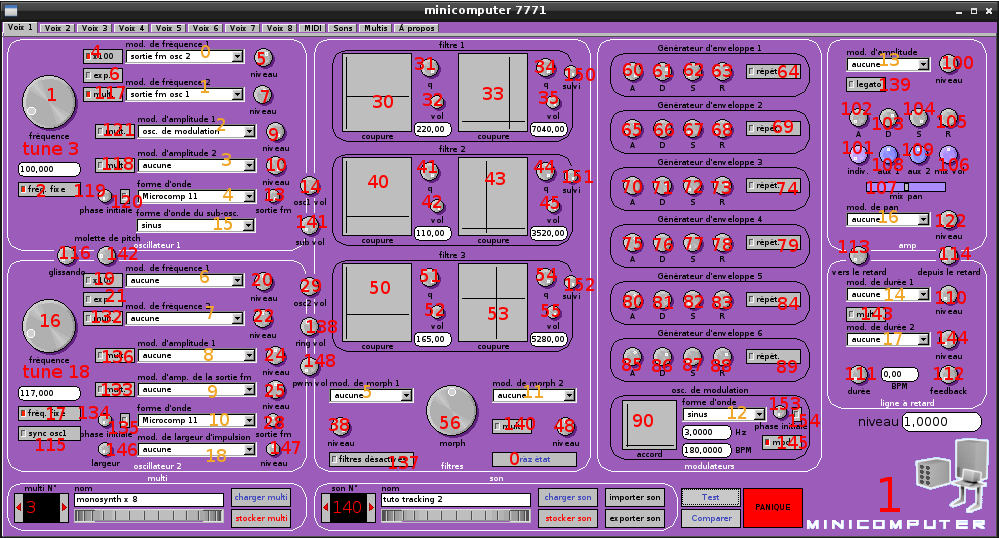 minicomputer 7771
Voix 1 Voix 2 Voix 3 Voix 4 Voix 5 Voix 6 Voix 7 Voix 8 MIDI Sons Multis À propos
mod. de fréquence 1 0
4 x100 sortie fm osc 2 5
6 exp. niveau
mod. de fréquence 2 1
117 mult. sortie fm osc 1 7
niveau
1
fréquence
tune 3
100,000
2 fréq. fixe
mod. d'amplitude 1
121 mult. osc. de modulation 2 9
niveau
mod. d'amplitude 2
118 mult. aucune 3 10
niveau
119 120 forme d'onde
Microcomp 11 4 13
phase initiale sortie fm
forme d'onde du sub-osc.
sinus 15
14 osc1 vol
141 sub vol
oscillateur 1
molette de pitch
116 142
glissando
mod. de fréquence 1
19 x100 aucune 6 20
21 exp. niveau
mod. de fréquence 2
132 mult. aucune 7 23
niveau
16
fréquence
tune 18
117,000
17 fréq. fixe
sync osc1
115
mod. d'amplitude 1
136 mult. aucune 8 24
niveau
mod. d'amp. de la sortie fm
133 mult. aucune 9 25
niveau
134 135 forme d'onde
Microcomp 11 10 28
phase initiale sortie fm
mod. de largeur d'impulsion
146 aucune 18 147
largeur niveau
29 osc2 vol
138 ring vol
148 pwm vol
oscillateur 2
filtre 1
30 31 q 32 vol 220,00 coupure
33 34 q 35 vol 7040,00 coupure
150 suivi
filtre 2
40 41 q 42 vol 110,00 coupure
43 44 q 45 vol 3520,00 coupure
151 suivi
filtre 3
50 51 q 52 vol 165,00 coupure
53 54 q 55 vol 5280,00 coupure
152 suivi
mod. de morph 1 mod. de morph 2
aucune 5 aucune 11
38 niveau 56 morph 140 mult. 48 niveau
filtres désactivés 137 filtres 0 raz état
Générateur d'enveloppe 1
60 61 62 63 répét. 64
A D S R
Générateur d'enveloppe 2
65 66 67 68 répét. 69
A D S R
Générateur d'enveloppe 3
70 71 72 73 répét. 74
A D S R
Générateur d'enveloppe 4
75 76 77 78 répét. 79
A D S R
Générateur d'enveloppe 5
80 81 82 83 répét. 84
A D S R
Générateur d'enveloppe 6
85 86 87 88 répét. 89
A D S R
osc. de modulation
90 accord
forme d'onde
sinus 12 153 154
phase initiale
3,0000 Hz
180,0000 BPM
145
modulateurs
mod. d'amplitude
aucune 13 100
legato 139 niveau
102 103 104 105
A D S R
101 108 109 106
indiv. aux 1 aux 2 mix vol
107 mix pan
mod. de pan
aucune 16 122
niveau
amp
113 114
vers le retard depuis le retard
mod. de durée 1
aucune 14 110
mult. 143 niveau
mod. de durée 2
aucune 17 144
niveau
111 0,00 112
durée BPM feedback
ligne à retard
niveau 1,0000
multi
multi N° nom
3 monosynth x 8 charger multi
stocker multi
son
son N° nom
140 tuto tracking 2 charger son importer son
stocker son exporter son
Test
Comparer
PANIQUE
1
MINICOMPUTER